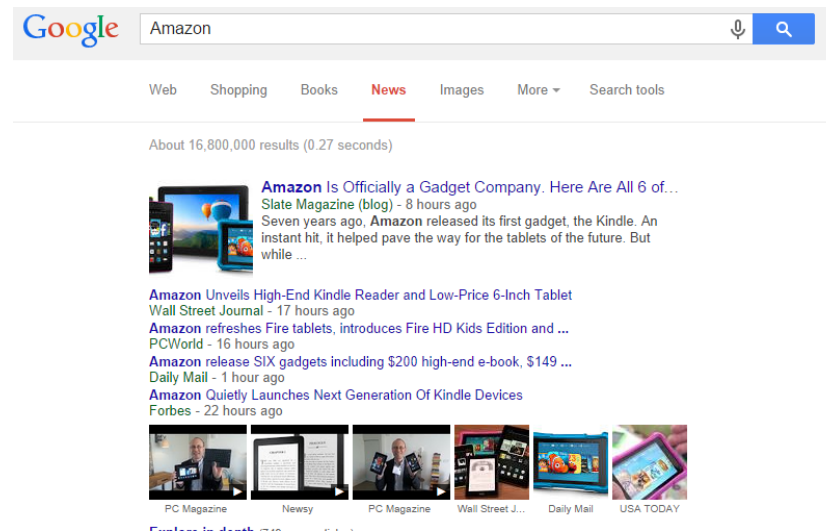 Google
Amazon
Web Shopping Books News Images More Search tools
About 16,800,000 results (0.27 seconds)
Amazon Is Officially a Gadget Company. Here Are All 6 of...
Slate Magazine (blog) - 8 hours ago
Seven years ago, Amazon released its first gadget, the Kindle. An
instant hit, it helped pave the way for the tablets of the future. But
while ...
Amazon Unveils High-End Kindle Reader and Low-Price 6-Inch Tablet
Wall Street Journal - 17 hours ago
Amazon refreshes Fire tablets, introduces Fire HD Kids Edition and ...
PCWorld - 16 hours ago
Amazon release SIX gadgets including $200 high-end e-book, $149 ...
Daily Mail - 1 hour ago
Amazon Quietly Launches Next Generation Of Kindle Devices
Forbes - 22 hours ago
PC Magazine Newsy PC Magazine Wall Street J... Daily Mail USA TODAY